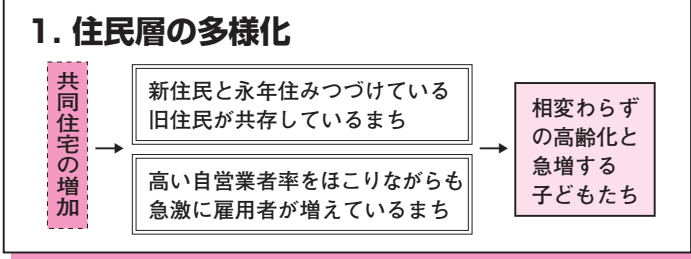 1. 住民層の多様化
共同住宅の増加
新住民と永年住みつづけている
旧住民が共存しているまち
高い自営業者率をほこりながらも
急激に雇用者が増えているまち
相変わらず
の高齢化と
急増する
子どもたち